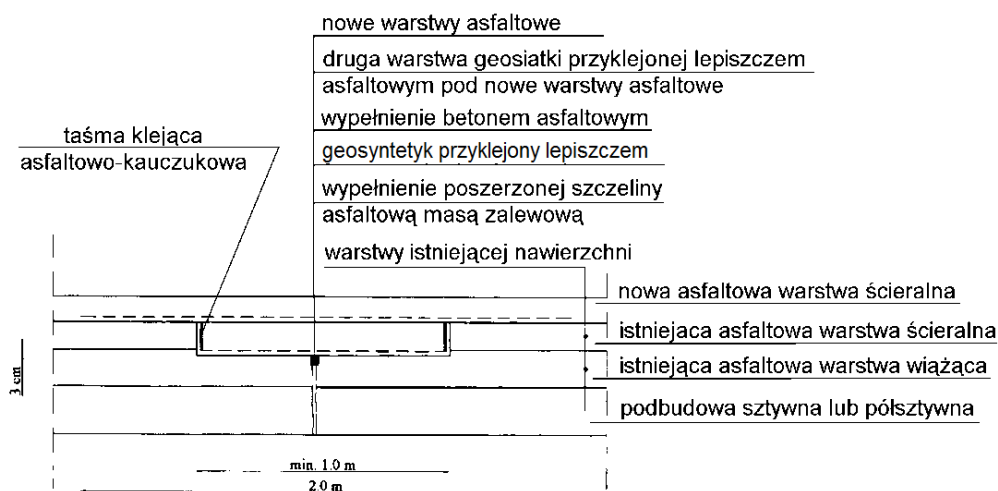 nowe warstwy asfaltowe
druga warstwa geosiatki przyklejonej lepiszczem
asfaltowym pod nowe warstwy asfaltowe
wypełnienie betonem asfaltowym
geosyntetyk przyklejony lepiszczem
wypełnienie poszerzonej szczeliny
asfaltową masą zalewową
warstwy istniejącej nawierzchni
taśma klejąca
asfaltowo-kauczukowa
nowa asfaltowa warstwa ścieralna
istniejaca asfaltowa warstwa ścieralna
istniejąca asfaltowa warstwa wiążąca
podbudowa sztywna lub półsztywna
3 cm
min. 1.0 m
2.0 m